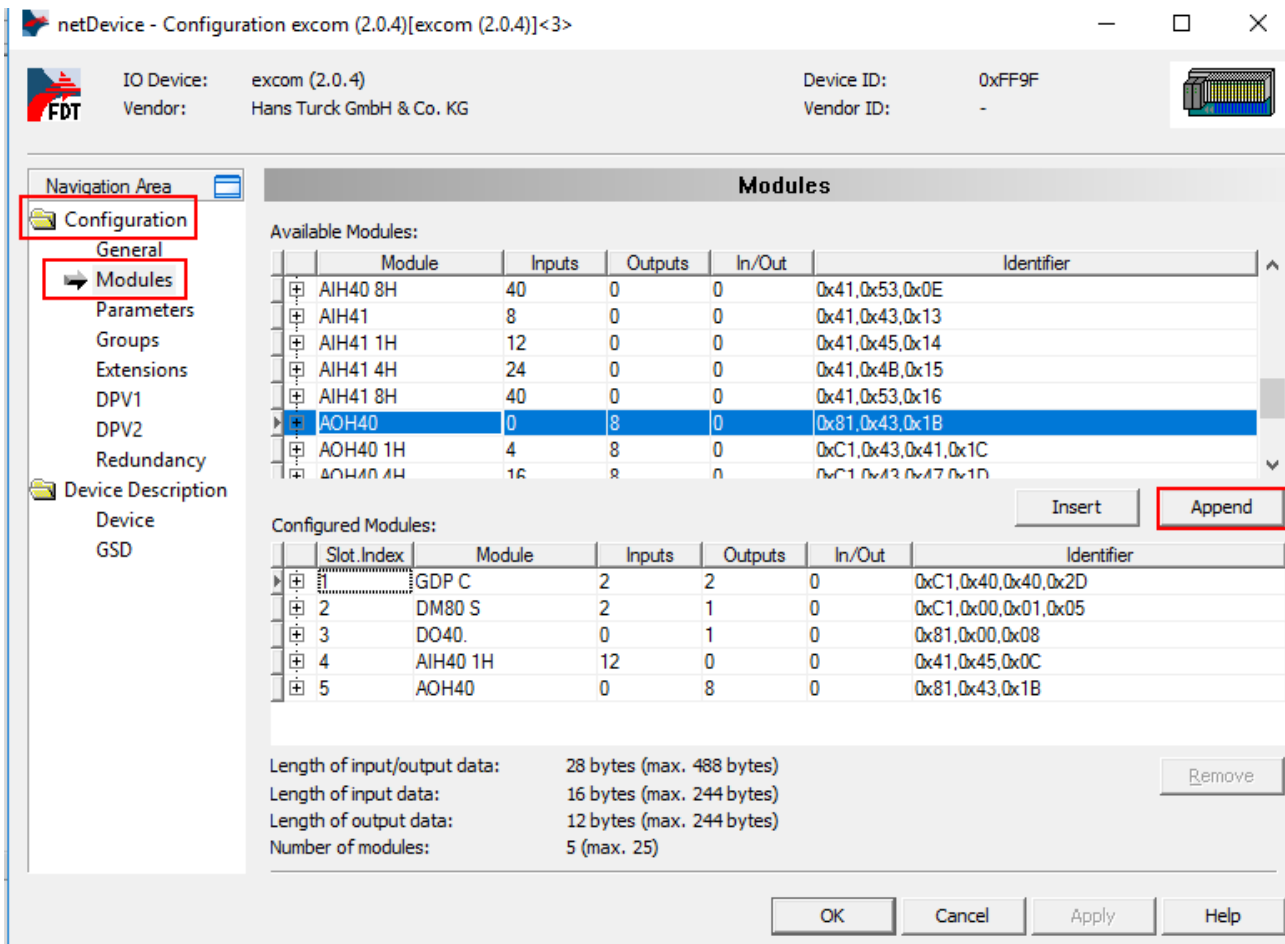 netDevice - Configuration excom (2.0.4)[excom (2.0.4)]<3>
FDT
IO Device: excom (2.0.4) Device ID: 0xFF9F
Vendor: Hans Turck GmbH & Co. KG Vendor ID: -
Navigation Area
Configuration
General
Modules
Parameters
Groups
Extensions
DPV1
DPV2
Redundancy
Device Description
Device
GSD
Modules
Available Modules:
Module Inputs Outputs In/Out Identifier
AIH40 8H 40 0 0 0x41,0x53,0x0E
AIH41 8 0 0 0x41,0x43,0x13
AIH41 1H 12 0 0 0x41,0x45,0x14
AIH41 4H 24 0 0 0x41,0x4B,0x15
AIH41 8H 40 0 0 0x41,0x53,0x16
AOH40 0 8 0 0x81,0x43,0x1B
AOH40 1H 4 8 0 0xC1,0x43,0x41,0x1C
AOH40 4H 16 8 0 0xC1,0x43,0x47,0x1D
Insert Append
Configured Modules:
Slot.Index Module Inputs Outputs In/Out Identifier
1 GDP C 2 2 0 0xC1,0x40,0x40,0x2D
2 DM80 S 2 1 0 0xC1,0x00,0x01,0x05
3 DO40. 0 1 0 0x81,0x00,0x08
4 AIH40 1H 12 0 0 0x41,0x45,0x0C
5 AOH40 0 8 0 0x81,0x43,0x1B
Length of input/output data: 28 bytes (max. 488 bytes)
Remove
Length of input data: 16 bytes (max. 244 bytes)
Length of output data: 12 bytes (max. 244 bytes)
Number of modules: 5 (max. 25)
OK Cancel Apply Help